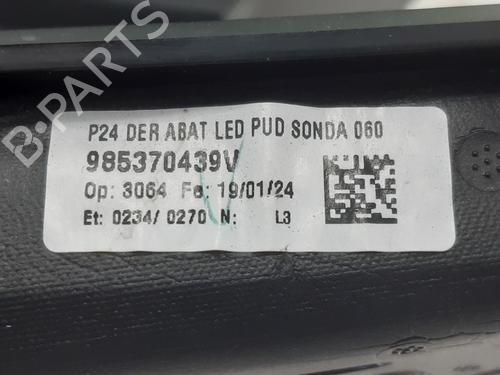 B-PARTS
P24 DER ABAT LED PUD SONDA 060
985370439V
Op: 3064 Fe: 19/01/24
Et: 0234/ 0270 N: L3